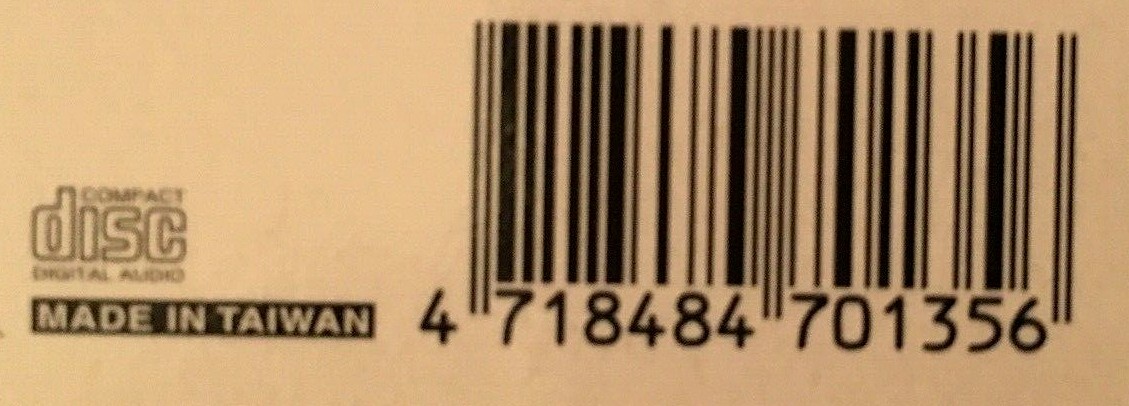 COMPACT
disc
DIGITAL AUDIO
MADE IN TAIWAN
4 718484 701356